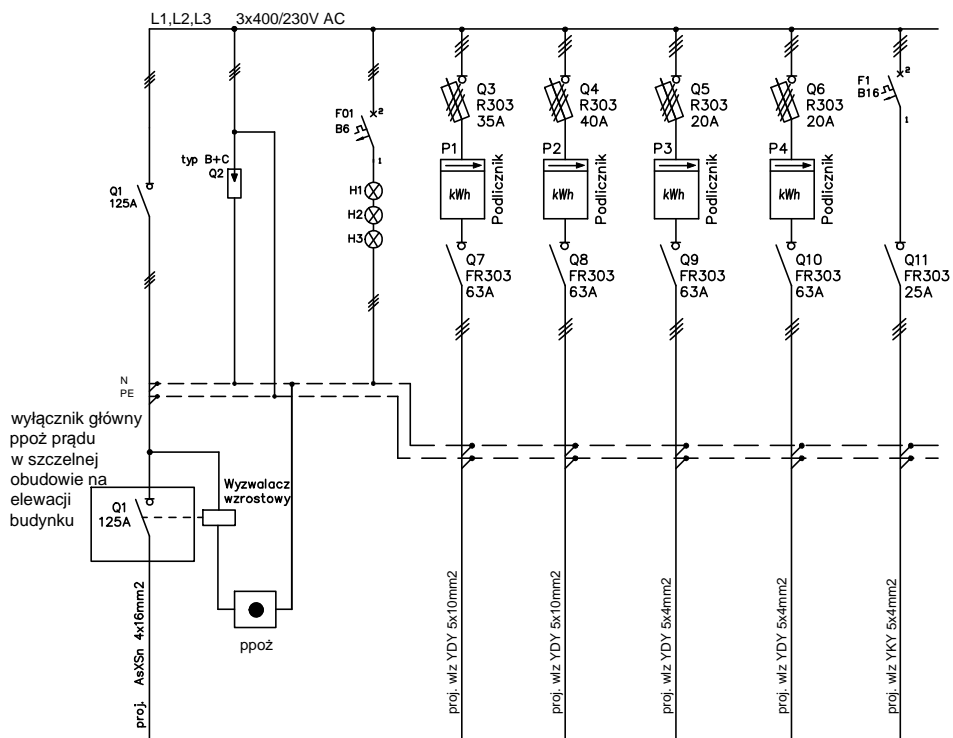 L1,L2,L3 3x400/230V AC
Q1
125A
typ B+C
Q2
F01
B6
2
1
H1
H2
H3
Q3
R303
35A
P1
kWh
Podlicznik
Q7
FR303
63A
Q4
R303
40A
P2
kWh
Podlicznik
Q8
FR303
63A
Q5
R303
20A
P3
kWh
Podlicznik
Q9
FR303
63A
Q6
R303
20A
P4
kWh
Podlicznik
Q10
FR303
63A
F1
B16
2
1
Q11
FR303
25A
N
PE
wyłącznik główny
ppoż prądu
w szczelnej
obudowie na
elewacji
budynku
Q1
125A
Wyzwalacz
wzrostowy
ppoż
proj. AsXSn 4x16mm2
proj. wlz YDY 5x10mm2
proj. wlz YDY 5x10mm2
proj. wlz YDY 5x4mm2
proj. wlz YDY 5x4mm2
proj. wlz YKY 5x4mm2